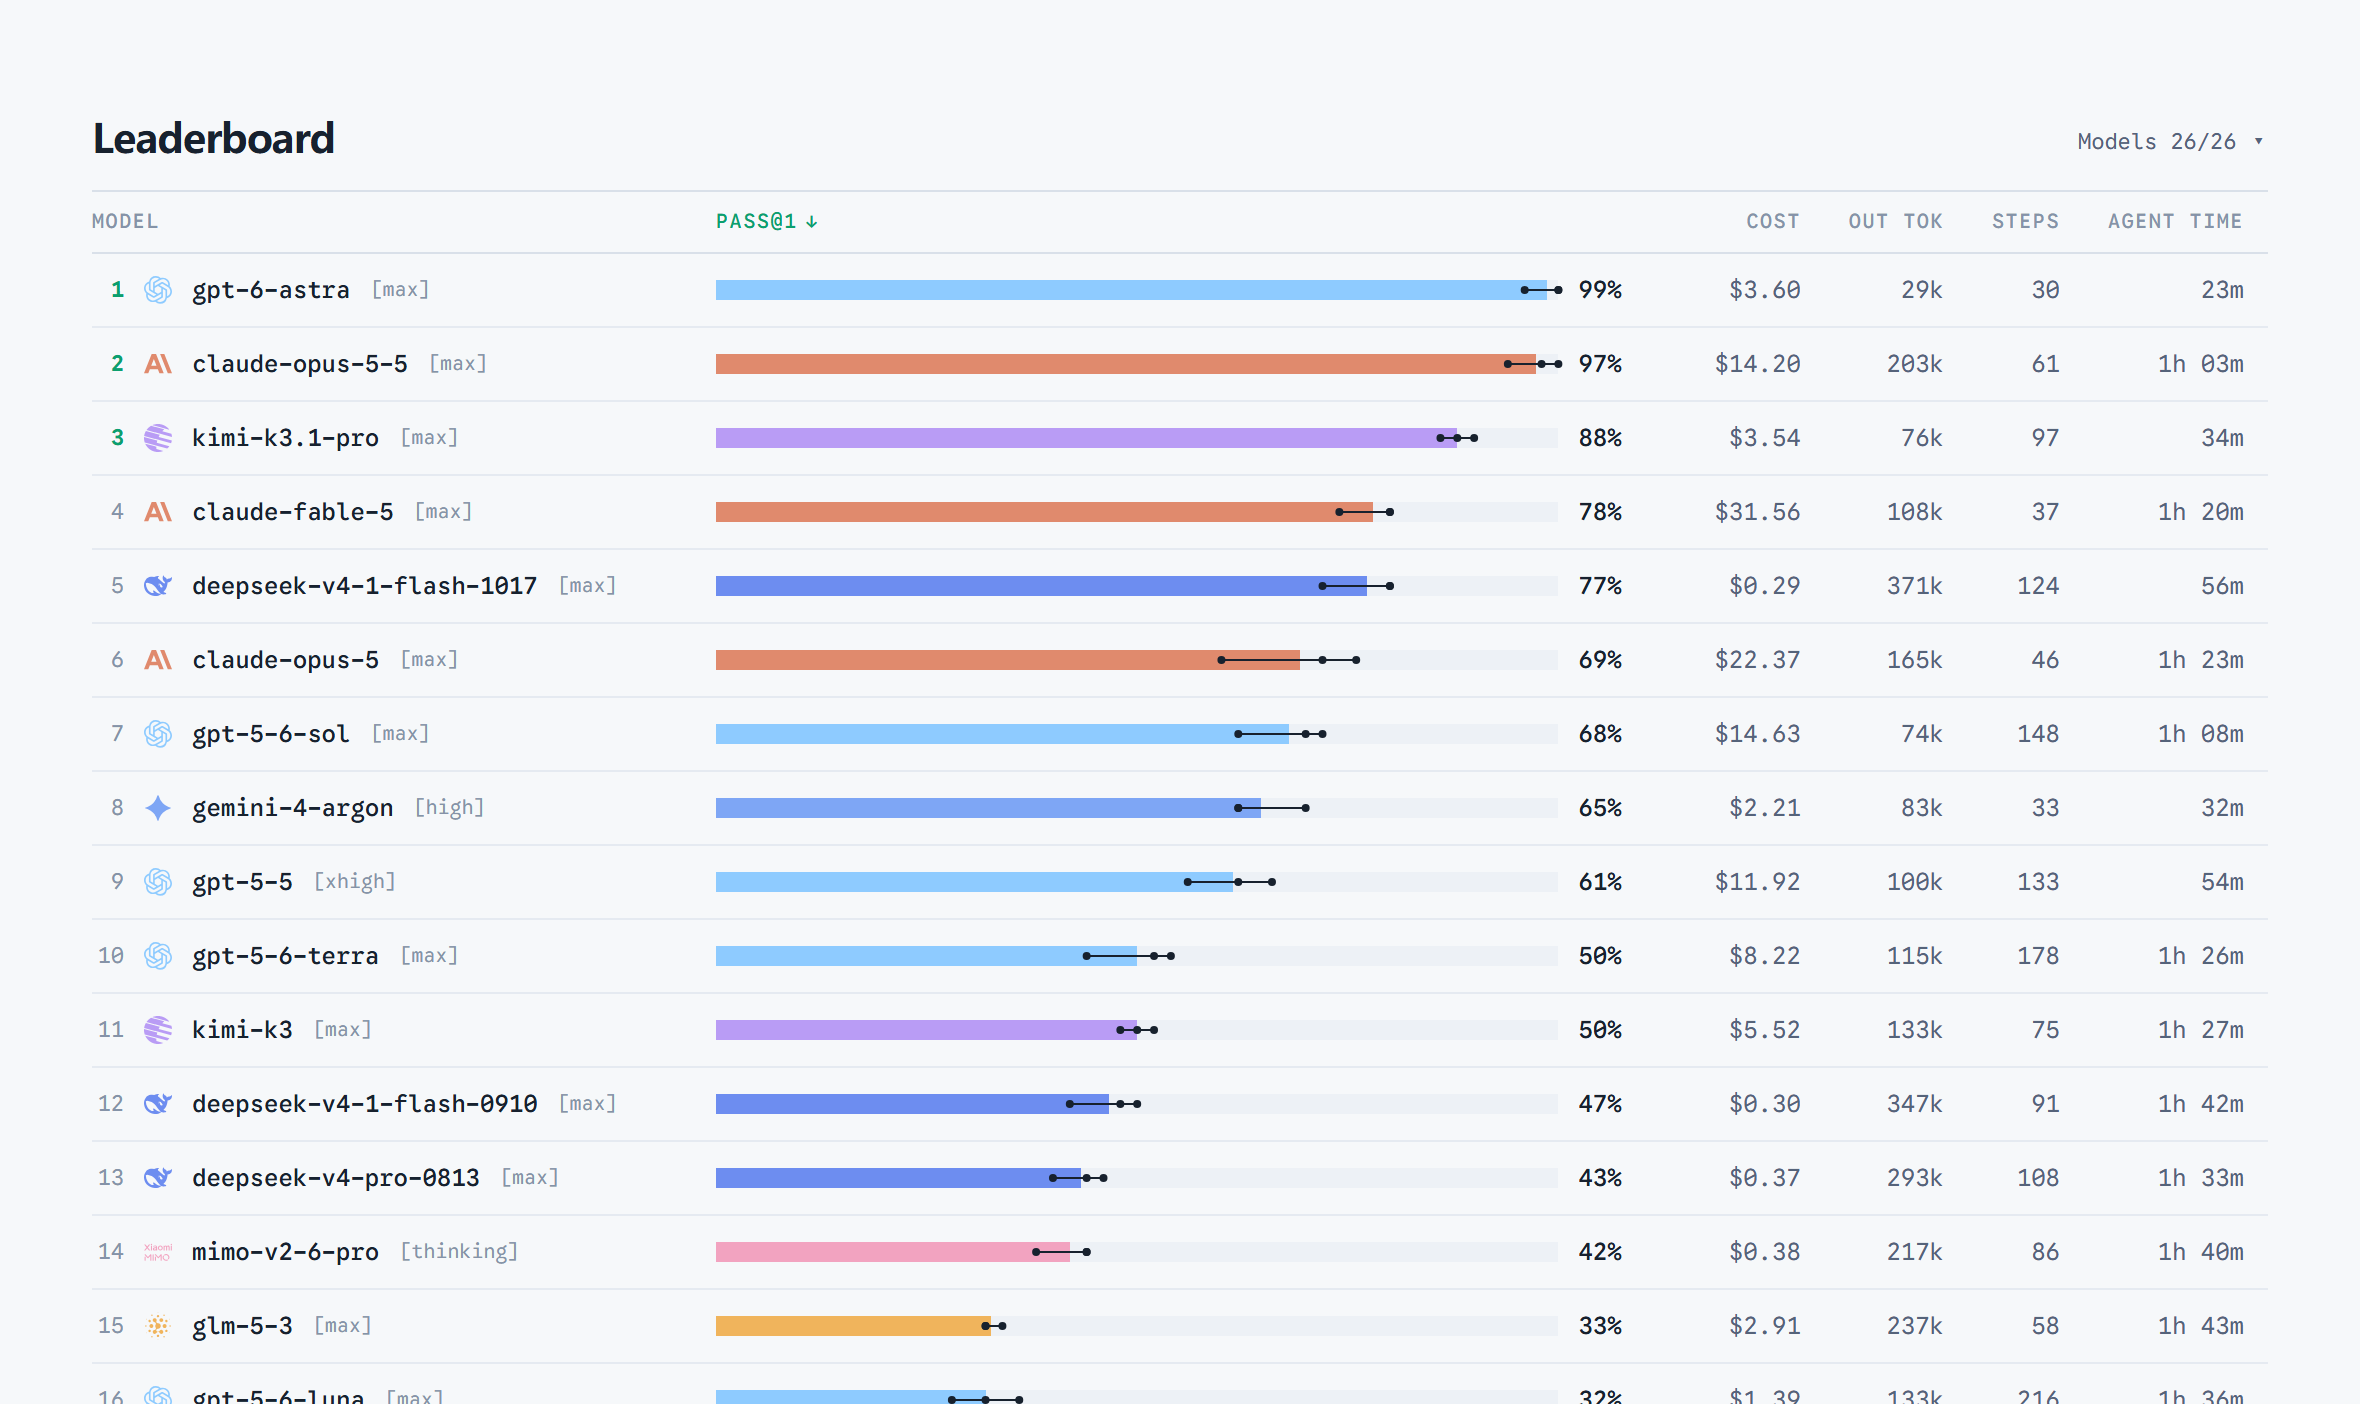 Leaderboard
Models 26/26 ▾
MODEL PASS@1 ↓ COST OUT TOK STEPS AGENT TIME
1 gpt-6-astra [max] 99% $3.60 29k 30 23m
2 claude-opus-5-5 [max] 97% $14.20 203k 61 1h 03m
3 kimi-k3.1-pro [max] 88% $3.54 76k 97 34m
4 claude-fable-5 [max] 78% $31.56 108k 37 1h 20m
5 deepseek-v4-1-flash-1017 [max] 77% $0.29 371k 124 56m
6 claude-opus-5 [max] 69% $22.37 165k 46 1h 23m
7 gpt-5-6-sol [max] 68% $14.63 74k 148 1h 08m
8 gemini-4-argon [high] 65% $2.21 83k 33 32m
9 gpt-5-5 [xhigh] 61% $11.92 100k 133 54m
10 gpt-5-6-terra [max] 50% $8.22 115k 178 1h 26m
11 kimi-k3 [max] 50% $5.52 133k 75 1h 27m
12 deepseek-v4-1-flash-0910 [max] 47% $0.30 347k 91 1h 42m
13 deepseek-v4-pro-0813 [max] 43% $0.37 293k 108 1h 33m
14 Xiaomi MIMO mimo-v2-6-pro [thinking] 42% $0.38 217k 86 1h 40m
15 glm-5-3 [max] 33% $2.91 237k 58 1h 43m
16 gpt-5-6-luna [max] 32% $1.39 133k 216 1h 36m